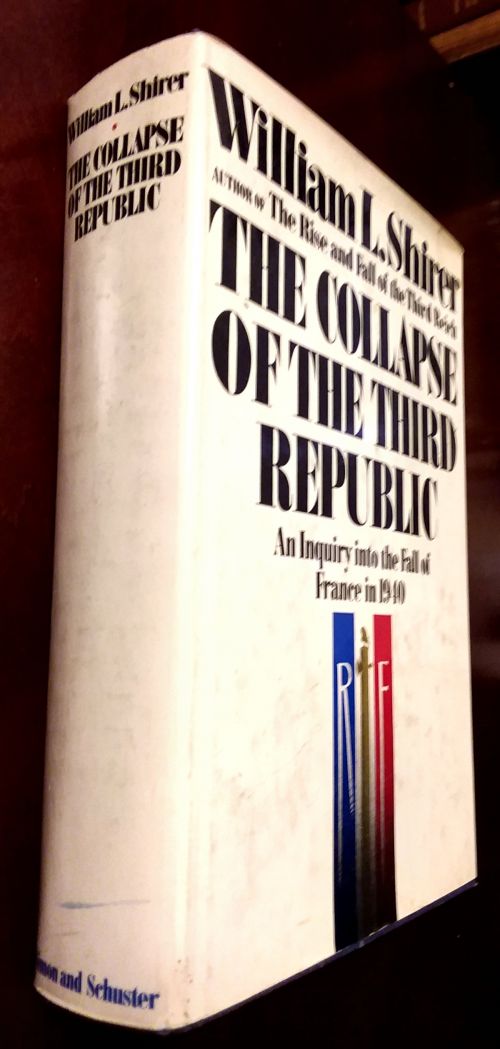 William L. Shirer
THE COLLAPSE
OF THE THIRD
REPUBLIC
Simon and Schuster
William L. Shirer
AUTHOR OF The Rise and Fall of the Third Reich
THE COLLAPSE
OF THE THIRD
REPUBLIC
An Inquiry into the Fall of
France in 1940
R F